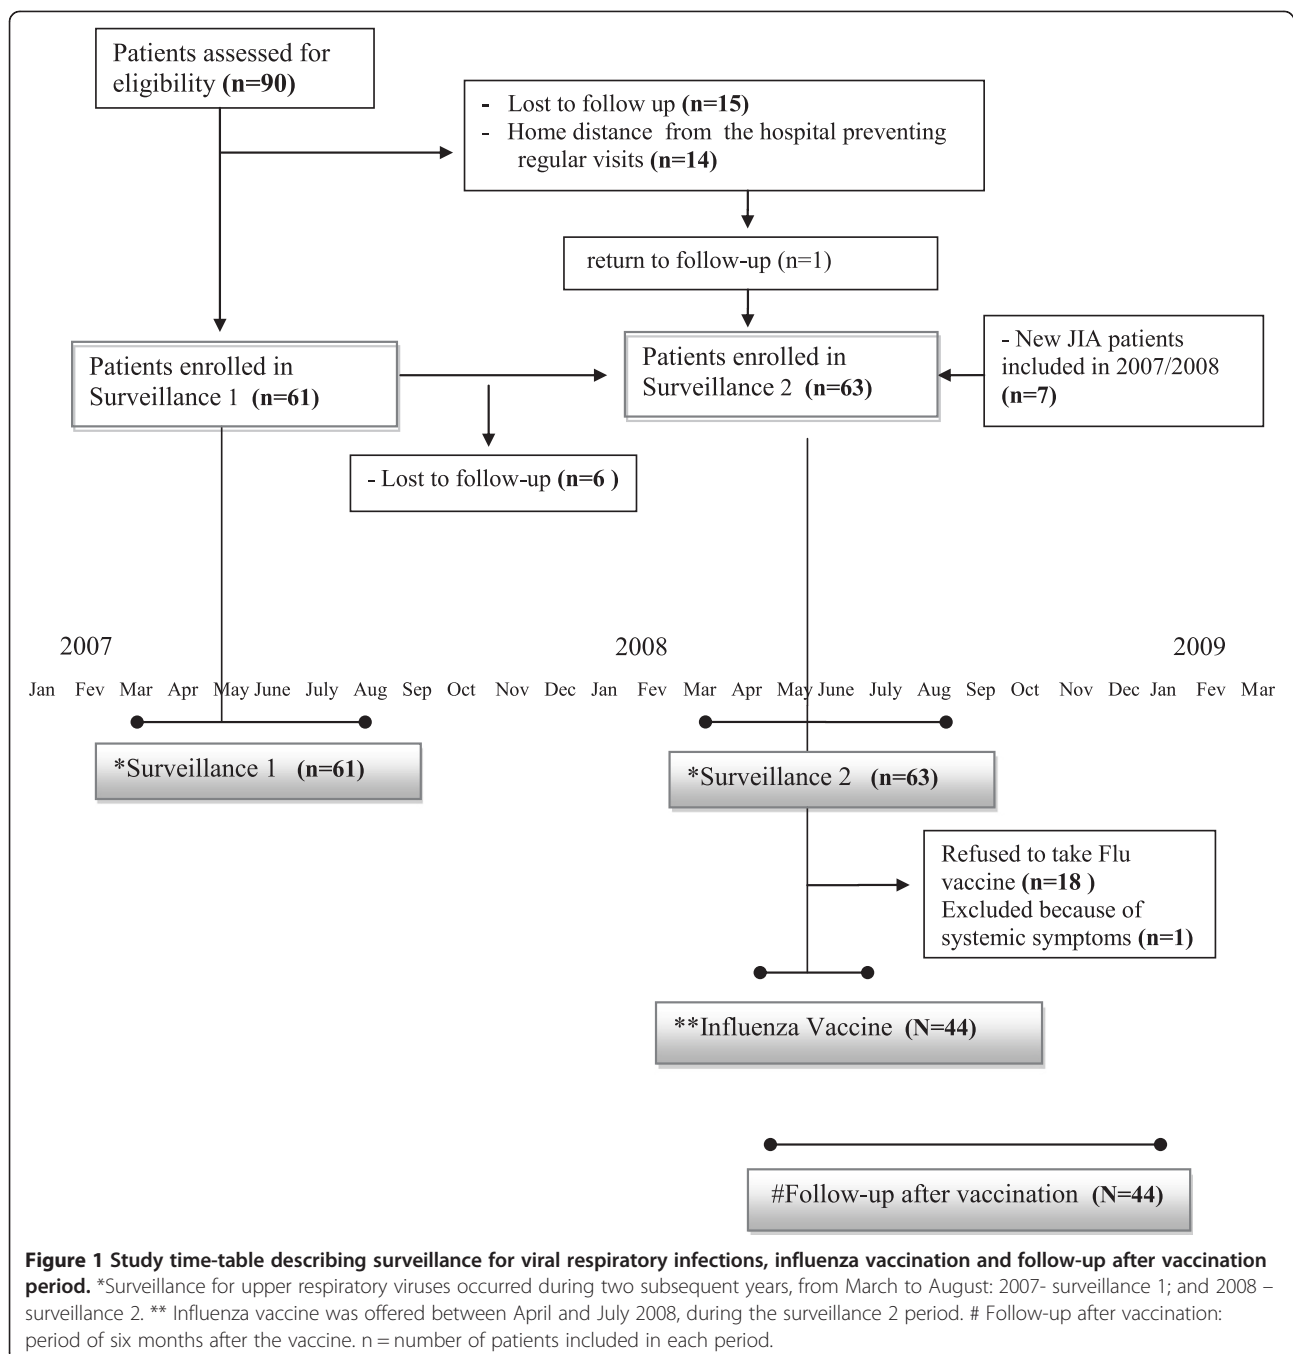 Patients assessed for
eligibility (n=90)
- Lost to follow up (n=15)
- Home distance from the hospital preventing
regular visits (n=14)
return to follow-up (n=1)
Patients enrolled in
Surveillance 1 (n=61)
Patients enrolled in
Surveillance 2 (n=63)
- New JIA patients
included in 2007/2008
(n=7)
- Lost to follow-up (n=6 )
2007 2008 2009
Jan Fev Mar Apr May June July Aug Sep Oct Nov Dec Jan Fev Mar Apr May June July Aug Sep Oct Nov Dec Jan Fev Mar
*Surveillance 1 (n=61)
*Surveillance 2 (n=63)
Refused to take Flu
vaccine (n=18 )
Excluded because of
systemic symptoms (n=1)
**Influenza Vaccine (N=44)
#Follow-up after vaccination (N=44)
Figure 1 Study time-table describing surveillance for viral respiratory infections, influenza vaccination and follow-up after vaccination
period. *Surveillance for upper respiratory viruses occurred during two subsequent years, from March to August: 2007- surveillance 1; and 2008 –
surveillance 2. ** Influenza vaccine was offered between April and July 2008, during the surveillance 2 period. # Follow-up after vaccination:
period of six months after the vaccine. n = number of patients included in each period.